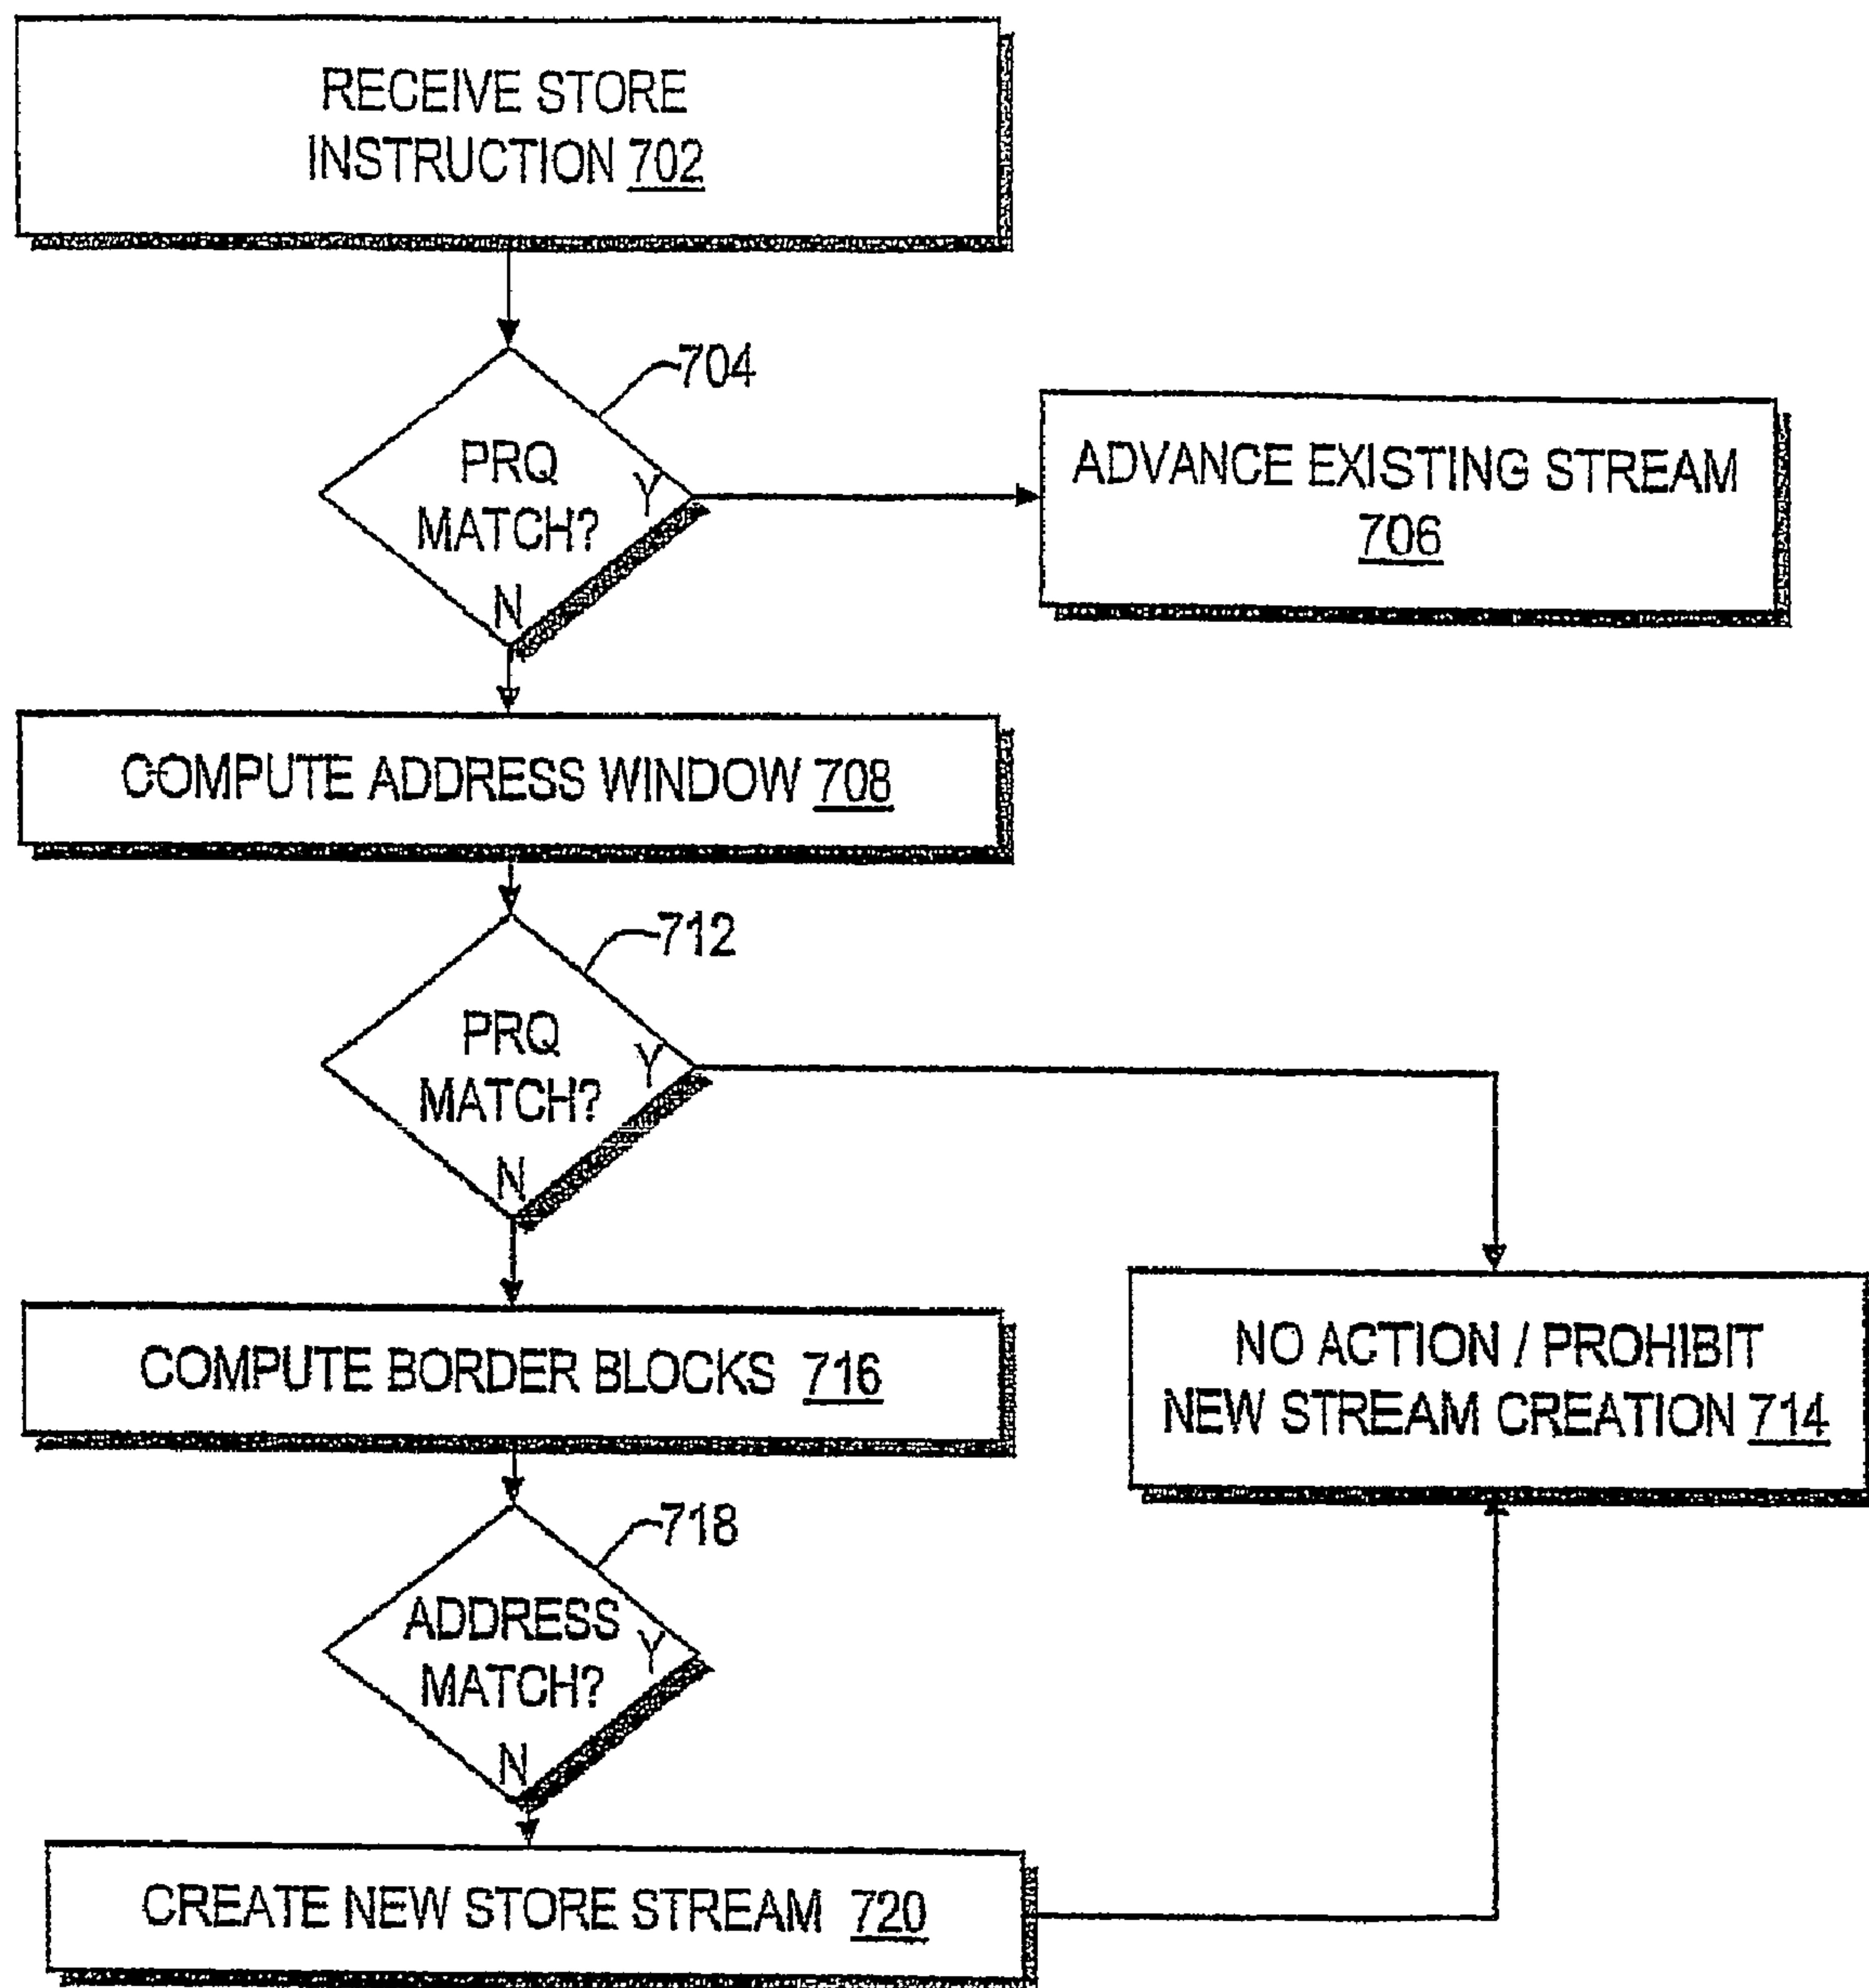 RECEIVE STORE
INSTRUCTION 702
704
PRQ
MATCH?
Y
N
ADVANCE EXISTING STREAM
706
COMPUTE ADDRESS WINDOW 708
712
PRQ
MATCH?
Y
N
COMPUTE BORDER BLOCKS 716
NO ACTION / PROHIBIT
NEW STREAM CREATION 714
718
ADDRESS
MATCH?
Y
N
CREATE NEW STORE STREAM 720